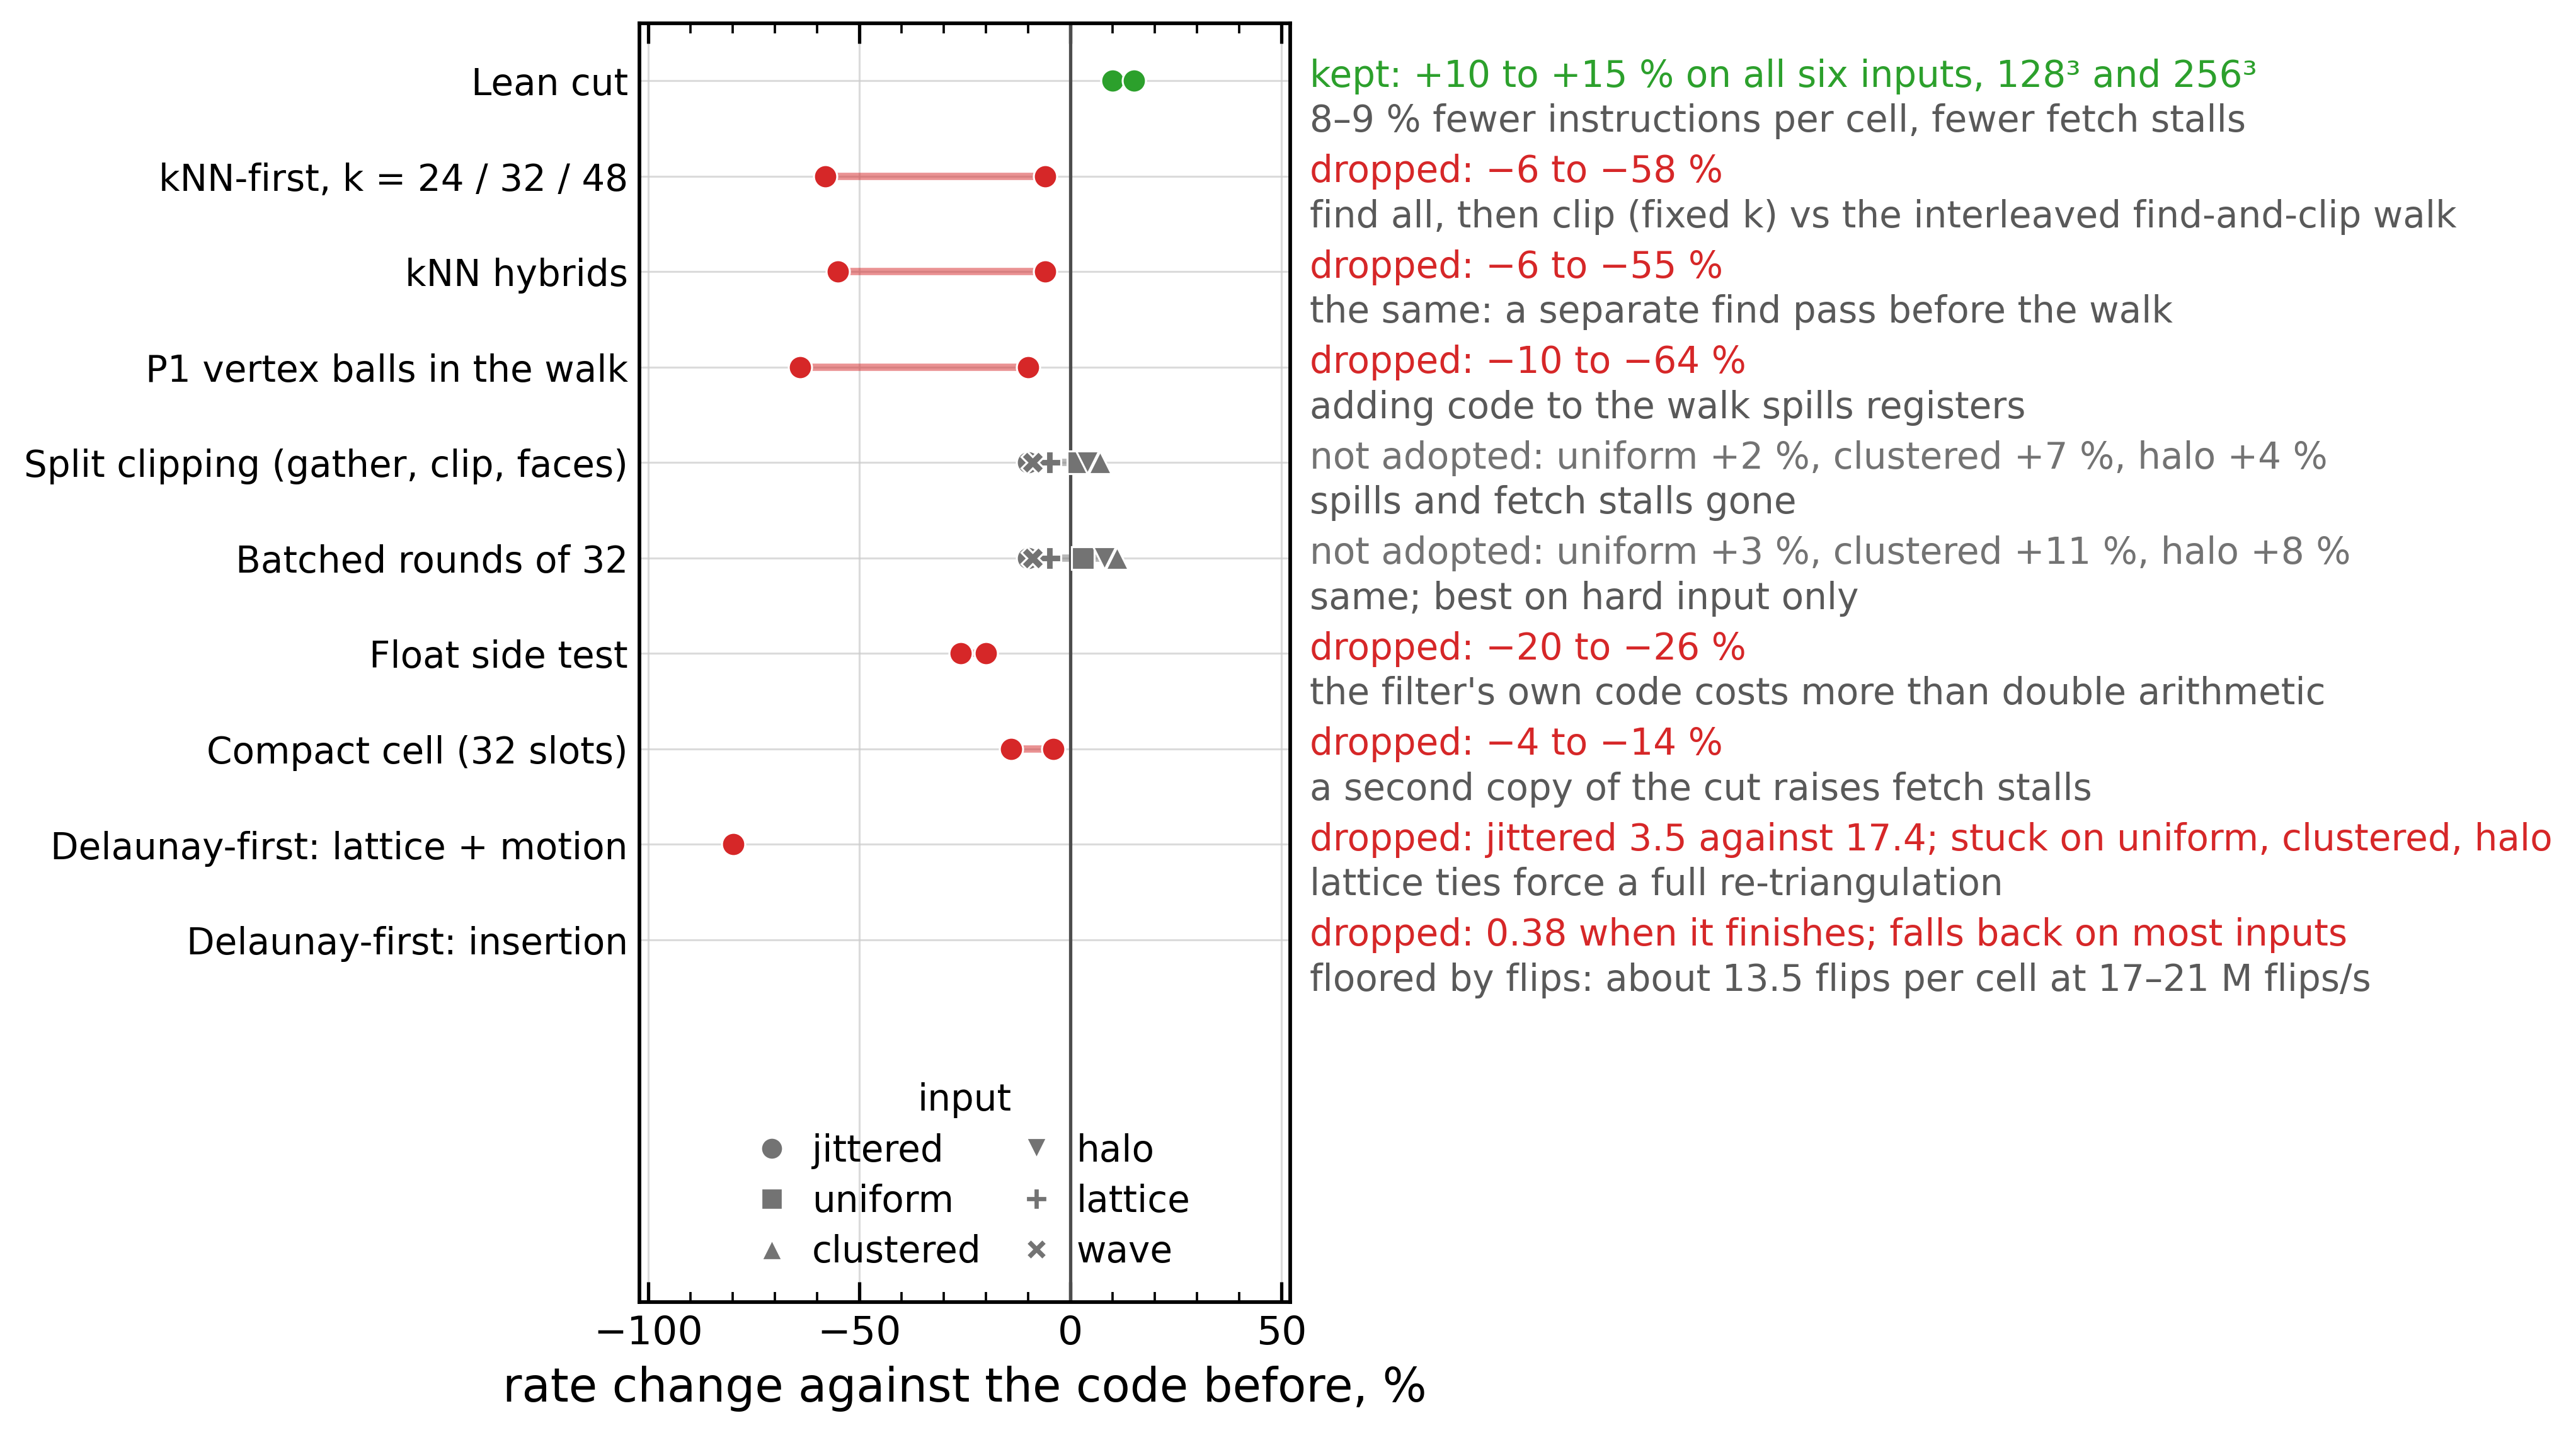 Lean cut
kept: +10 to +15 % on all six inputs, 128³ and 256³
8–9 % fewer instructions per cell, fewer fetch stalls
kNN-first, k = 24 / 32 / 48
dropped: −6 to −58 %
find all, then clip (fixed k) vs the interleaved find-and-clip walk
kNN hybrids
dropped: −6 to −55 %
the same: a separate find pass before the walk
P1 vertex balls in the walk
dropped: −10 to −64 %
adding code to the walk spills registers
Split clipping (gather, clip, faces)
not adopted: uniform +2 %, clustered +7 %, halo +4 %
spills and fetch stalls gone
Batched rounds of 32
not adopted: uniform +3 %, clustered +11 %, halo +8 %
same; best on hard input only
Float side test
dropped: −20 to −26 %
the filter's own code costs more than double arithmetic
Compact cell (32 slots)
dropped: −4 to −14 %
a second copy of the cut raises fetch stalls
Delaunay-first: lattice + motion
dropped: jittered 3.5 against 17.4; stuck on uniform, clustered, halo
lattice ties force a full re-triangulation
Delaunay-first: insertion
dropped: 0.38 when it finishes; falls back on most inputs
floored by flips: about 13.5 flips per cell at 17–21 M flips/s
input
jittered
uniform
clustered
halo
lattice
wave
−100 −50 0 50
rate change against the code before, %